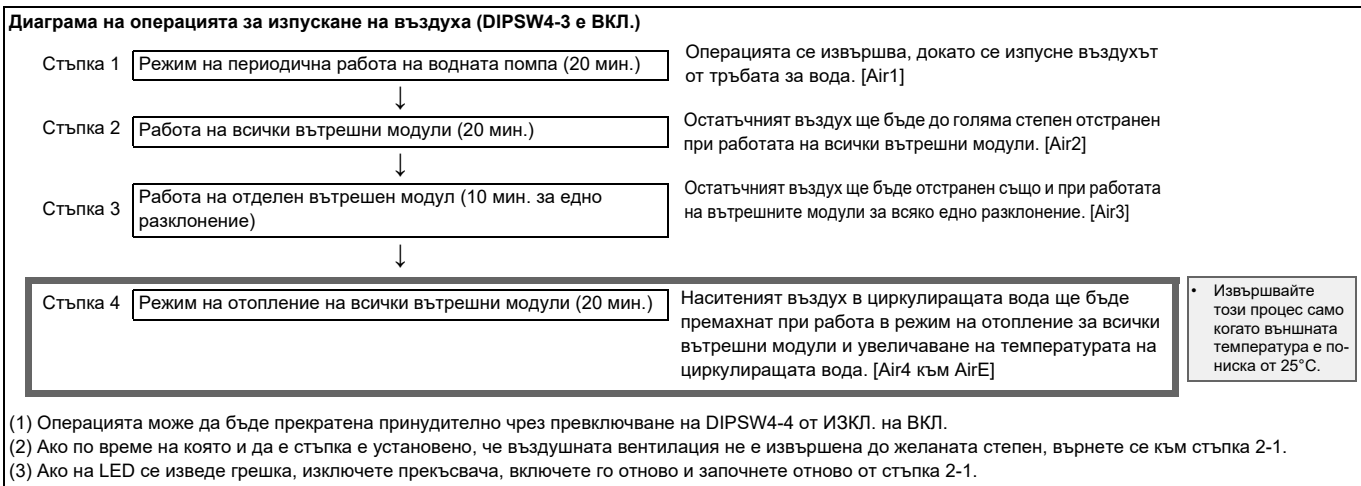 Диаграма на операцията за изпускане на въздуха (DIPSW4-3 е ВКЛ.)
Стъпка 1 Режим на периодична работа на водната помпа (20 мин.)
Операцията се извършва, докато се изпусне въздухът
от тръбата за вода. [Air1]
↓
Стъпка 2 Работа на всички вътрешни модули (20 мин.)
Остатъчният въздух ще бъде до голяма степен отстранен
при работата на всички вътрешни модули. [Air2]
↓
Стъпка 3 Работа на отделен вътрешен модул (10 мин. за едно
разклонение)
Остатъчният въздух ще бъде отстранен също и при работата
на вътрешните модули за всяко едно разклонение. [Air3]
↓
Стъпка 4 Режим на отопление на всички вътрешни модули (20 мин.)
Наситеният въздух в циркулиращата вода ще бъде
премахнат при работа в режим на отопление за всички
вътрешни модули и увеличаване на температурата на
циркулиращата вода. [Air4 към AirE]
• Извършвайте
този процес само
когато външната
температура е по-
ниска от 25°C.
(1) Операцията може да бъде прекратена принудително чрез превключване на DIPSW4-4 от ИЗКЛ. на ВКЛ.
(2) Ако по време на която и да е стъпка е установено, че въздушната вентилация не е извършена до желаната степен, върнете се към стъпка 2-1.
(3) Ако на LED се изведе грешка, изключете прекъсвача, включете го отново и започнете отново от стъпка 2-1.